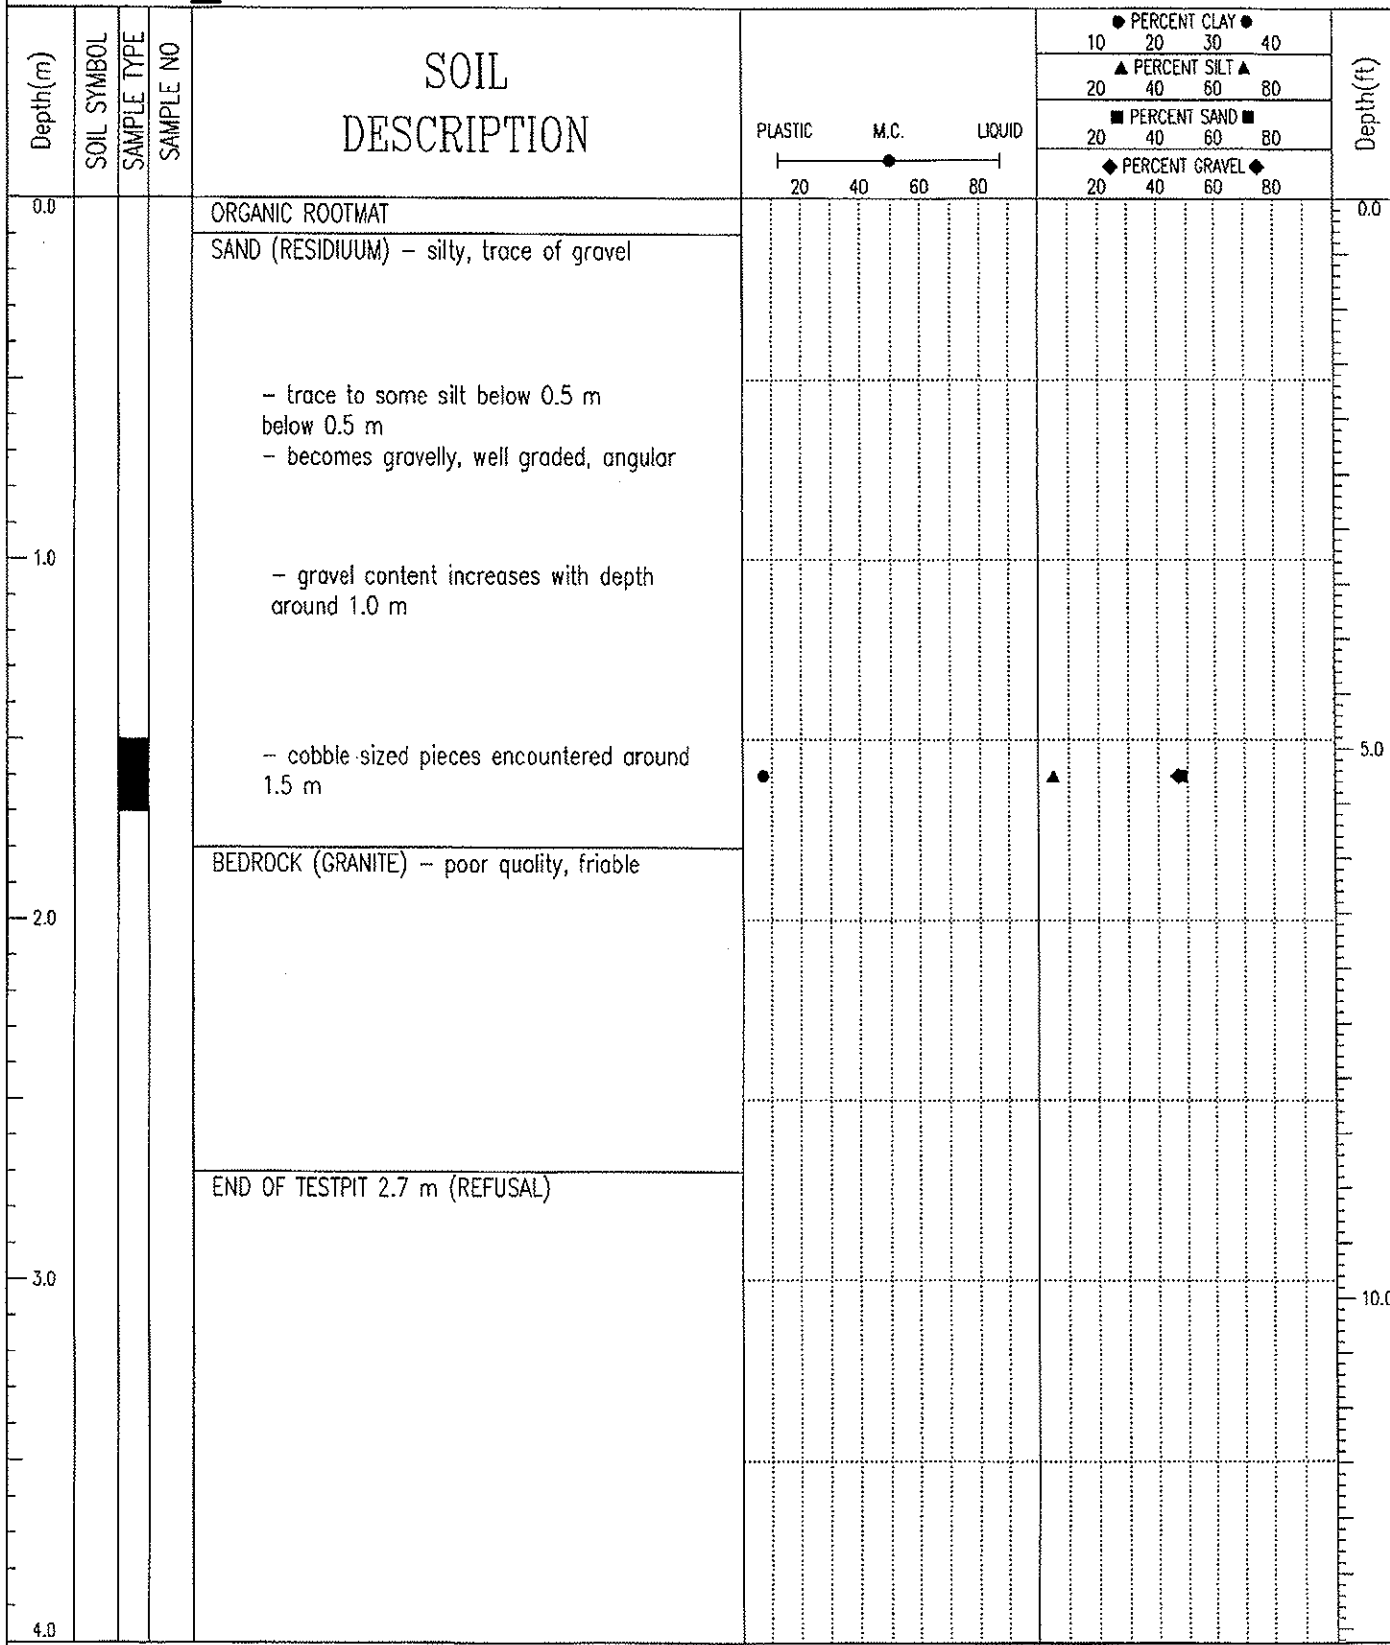 Depth(m)
SOIL SYMBOL
SAMPLE TYPE
SAMPLE NO
SOIL
DESCRIPTION
PLASTIC M.C. LIQUID
20 40 60 80
● PERCENT CLAY ●
10 20 30 40
▲ PERCENT SILT ▲
20 40 60 80
■ PERCENT SAND ■
20 40 60 80
◆ PERCENT GRAVEL ◆
20 40 60 80
Depth(ft)
0.0
ORGANIC ROOTMAT
0.0
SAND (RESIDIUUM) – silty, trace of gravel
– trace to some silt below 0.5 m
below 0.5 m
– becomes gravelly, well graded, angular
1.0
– gravel content increases with depth
around 1.0 m
– cobble sized pieces encountered around
1.5 m
5.0
BEDROCK (GRANITE) – poor quality, friable
2.0
END OF TESTPIT 2.7 m (REFUSAL)
3.0
10.0
4.0